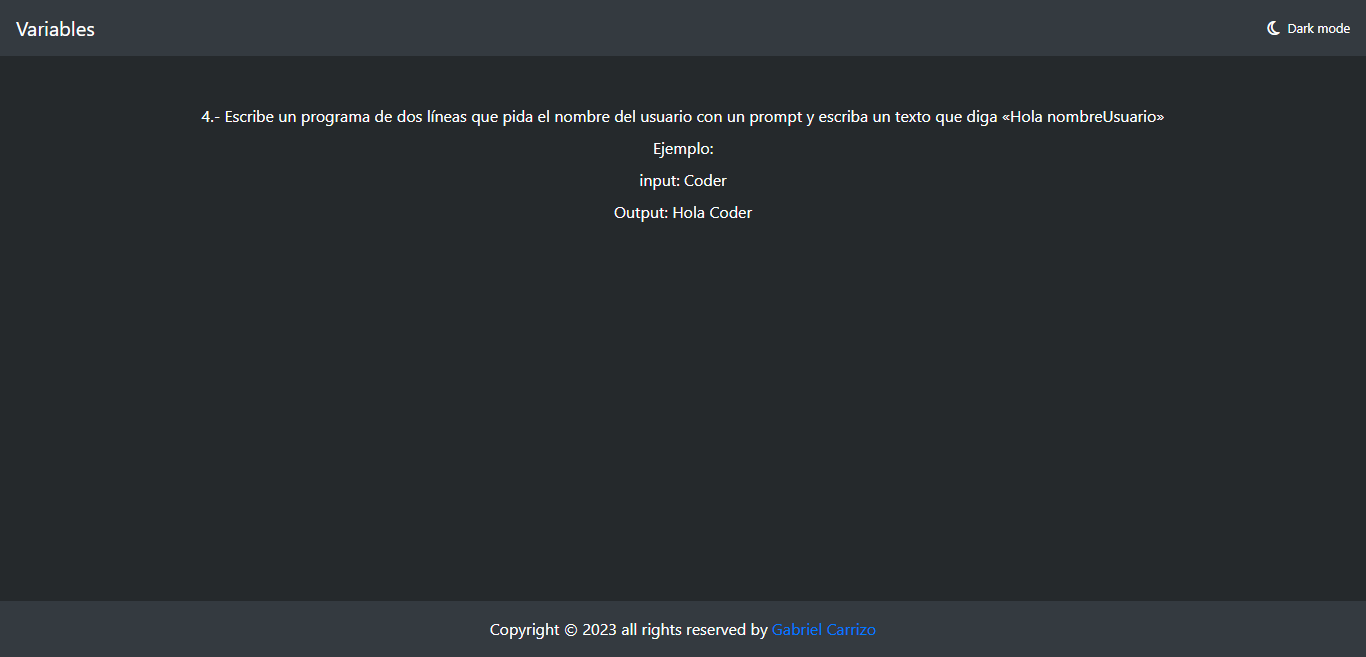 Variables
Dark mode
4.- Escribe un programa de dos líneas que pida el nombre del usuario con un prompt y escriba un texto que diga «Hola nombreUsuario»
Ejemplo:
input: Coder
Output: Hola Coder
Copyright © 2023 all rights reserved by Gabriel Carrizo